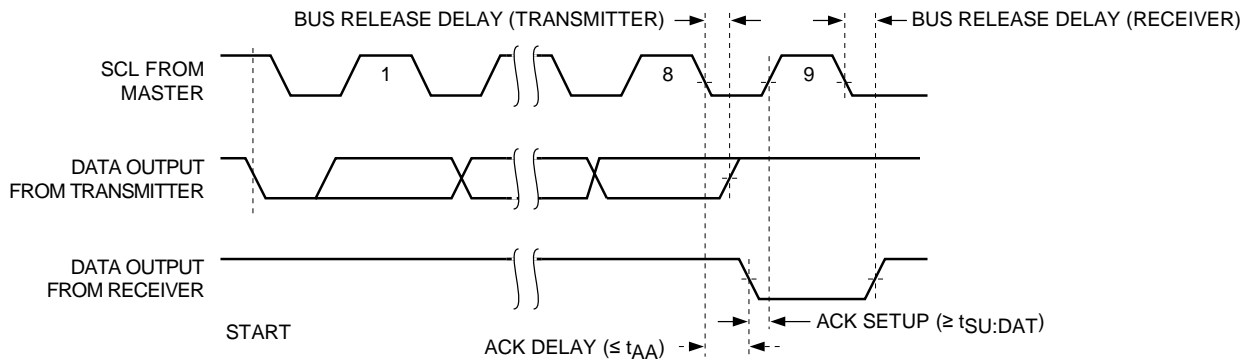 BUS RELEASE DELAY (TRANSMITTER)
BUS RELEASE DELAY (RECEIVER)
SCL FROM
MASTER
1
8
9
DATA OUTPUT
FROM TRANSMITTER
DATA OUTPUT
FROM RECEIVER
START
ACK SETUP (≥ tSU:DAT)
ACK DELAY (≤ tAA)